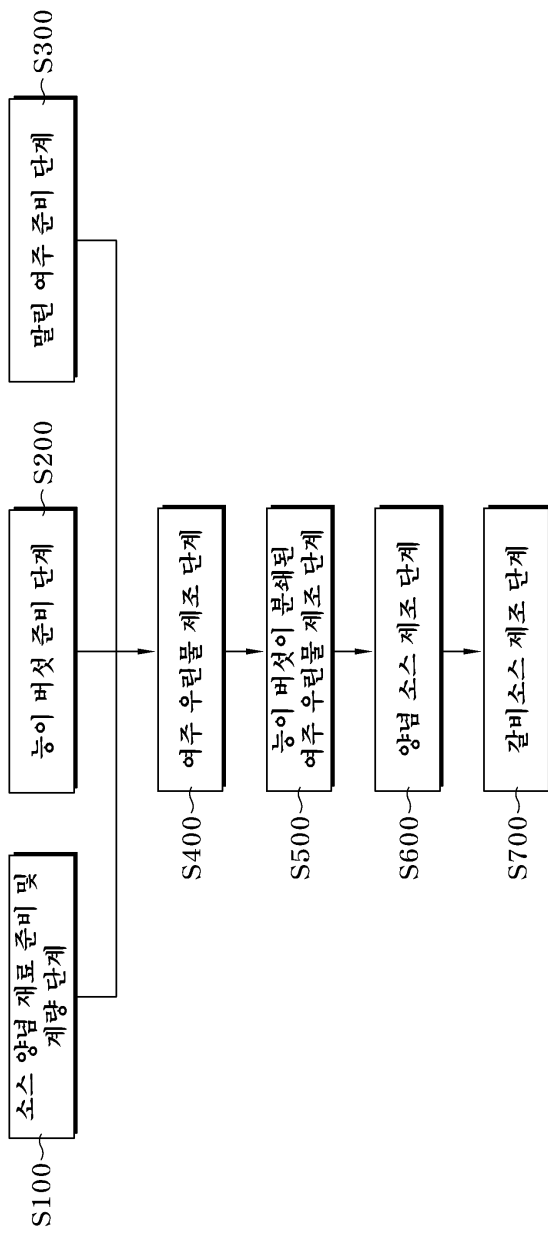 S100
소스 양념 재료 준비 및
계량 단계
S200
능이 버섯 준비 단계
S300
말린 여주 준비 단계
S400
여주 우린물 제조 단계
S500
능이 버섯이 분쇄된
여주 우린물 제조 단계
S600
양념 소스 제조 단계
S700
갈비소스 제조 단계